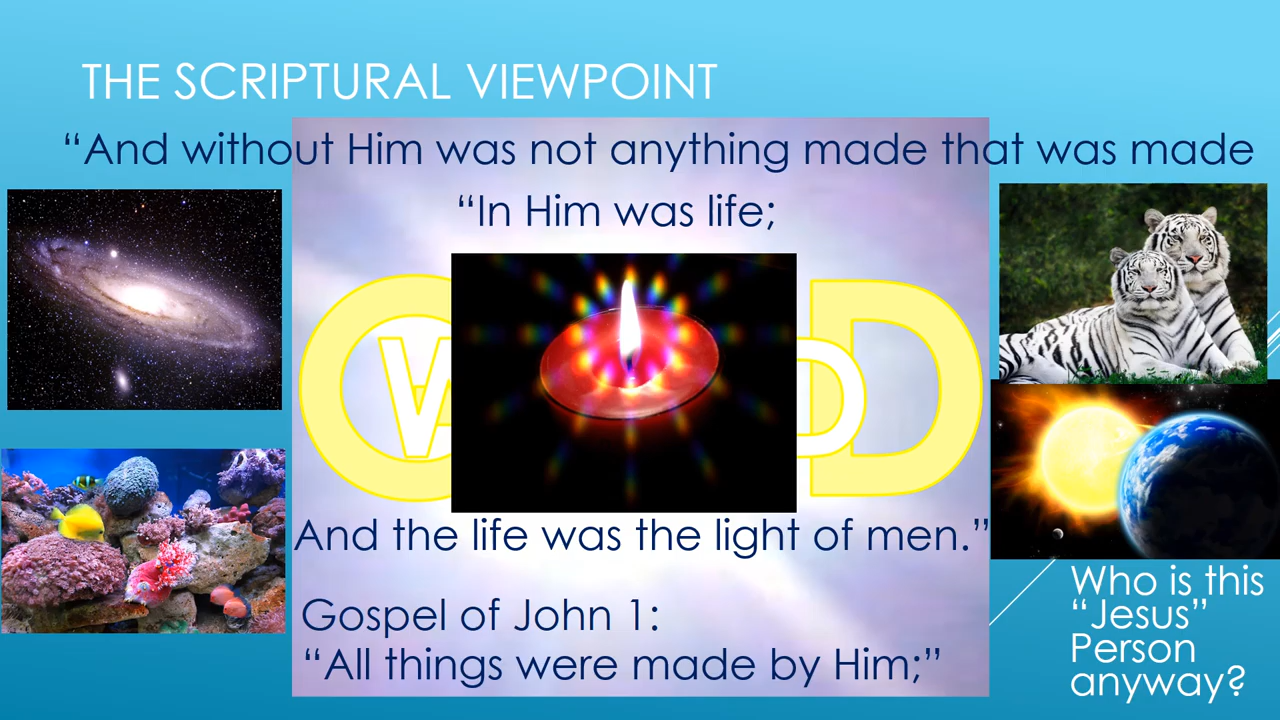 THE SCRIPTURAL VIEWPOINT
“And without Him was not anything made that was made
“In Him was life;
And the life was the light of men.”
Gospel of John 1:
“All things were made by Him;”
Who is this
“Jesus”
Person
anyway?